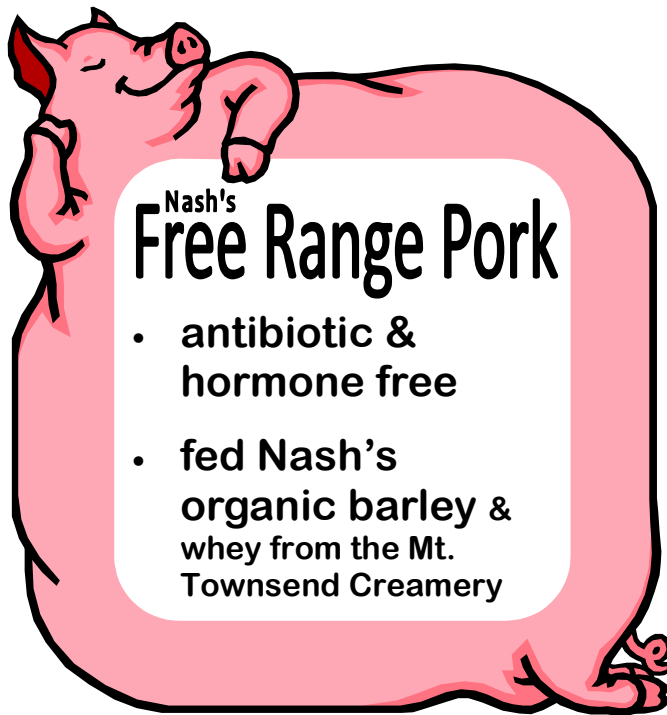 Nash's
Free Range Pork
• antibiotic &
hormone free
• fed Nash’s
organic barley &
whey from the Mt.
Townsend Creamery